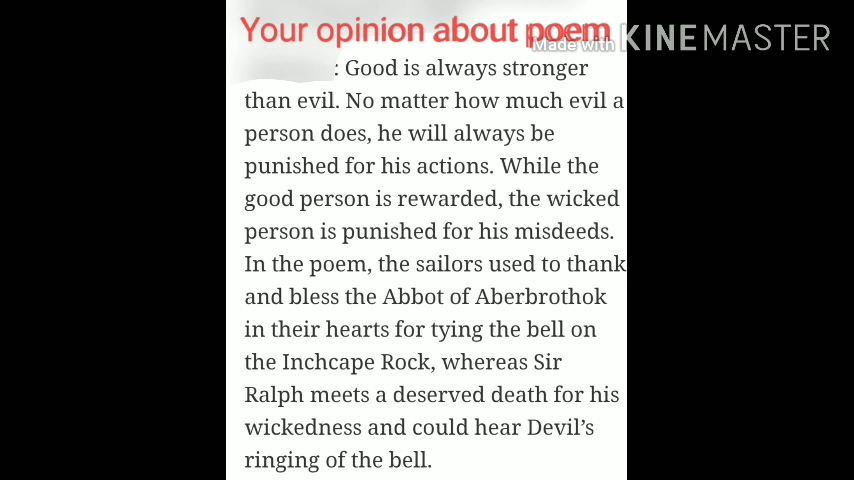 Your opinion about poem
Made with KINEMASTER
: Good is always stronger
than evil. No matter how much evil a
person does, he will always be
punished for his actions. While the
good person is rewarded, the wicked
person is punished for his misdeeds.
In the poem, the sailors used to thank
and bless the Abbot of Aberbrothok
in their hearts for tying the bell on
the Inchcape Rock, whereas Sir
Ralph meets a deserved death for his
wickedness and could hear Devil’s
ringing of the bell.